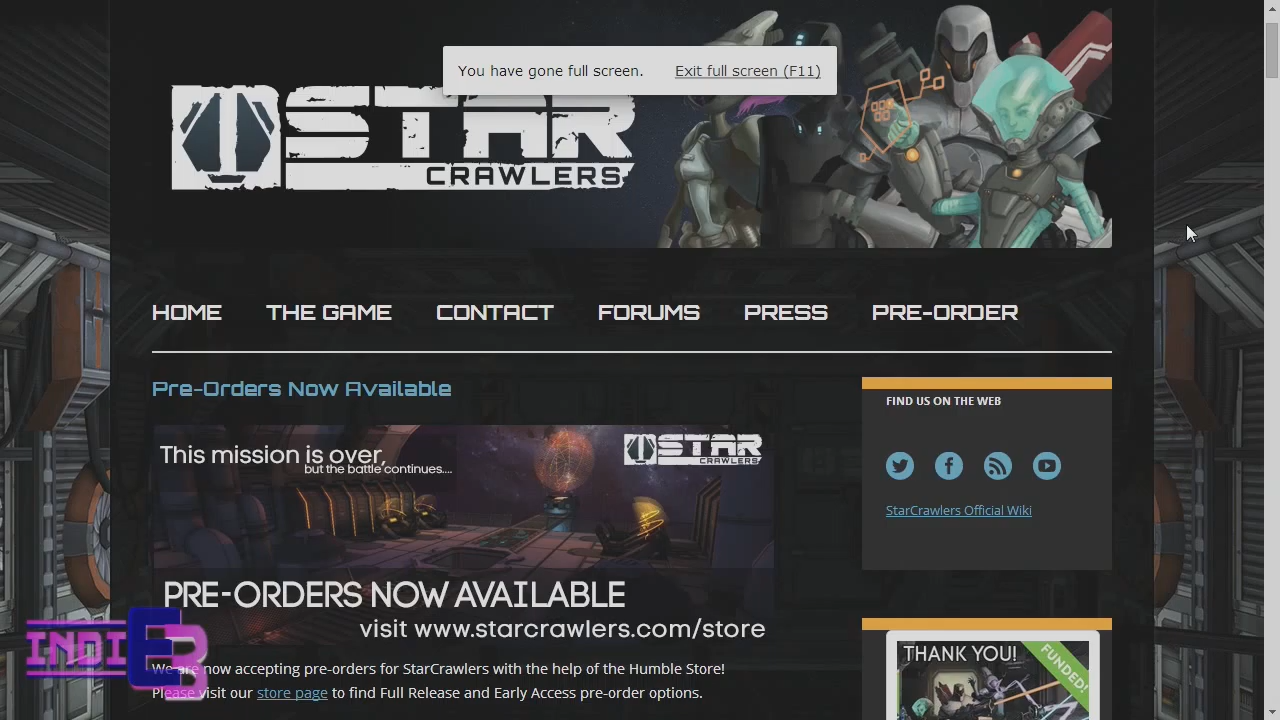 You have gone full screen. Exit full screen (F11)
STAR
CRAWLERS
HOME THE GAME CONTACT FORUMS PRESS PRE-ORDER
Pre-Orders Now Available
This mission is over,
but the battle continues....
STAR
CRAWLERS
PRE-ORDERS NOW AVAILABLE
visit www.starcrawlers.com/store
We are now accepting pre-orders for StarCrawlers with the help of the Humble Store!
Please visit our store page to find Full Release and Early Access pre-order options.
FIND US ON THE WEB
StarCrawlers Official Wiki
THANK YOU!
FUNDED!
INDIER